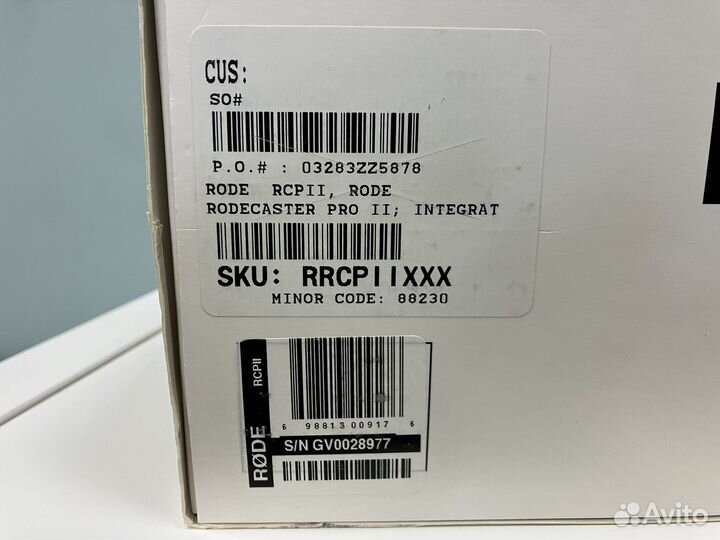 CUS:
SO#
P.O.# : 03283ZZ5878
RODE RCPII, RODE
RODECASTER PRO II; INTEGRAT
SKU: RRCPIIXXX
MINOR CODE: 88230
RØDE RCPII
6 98813 00917 6
S/N GV0028977
Avito